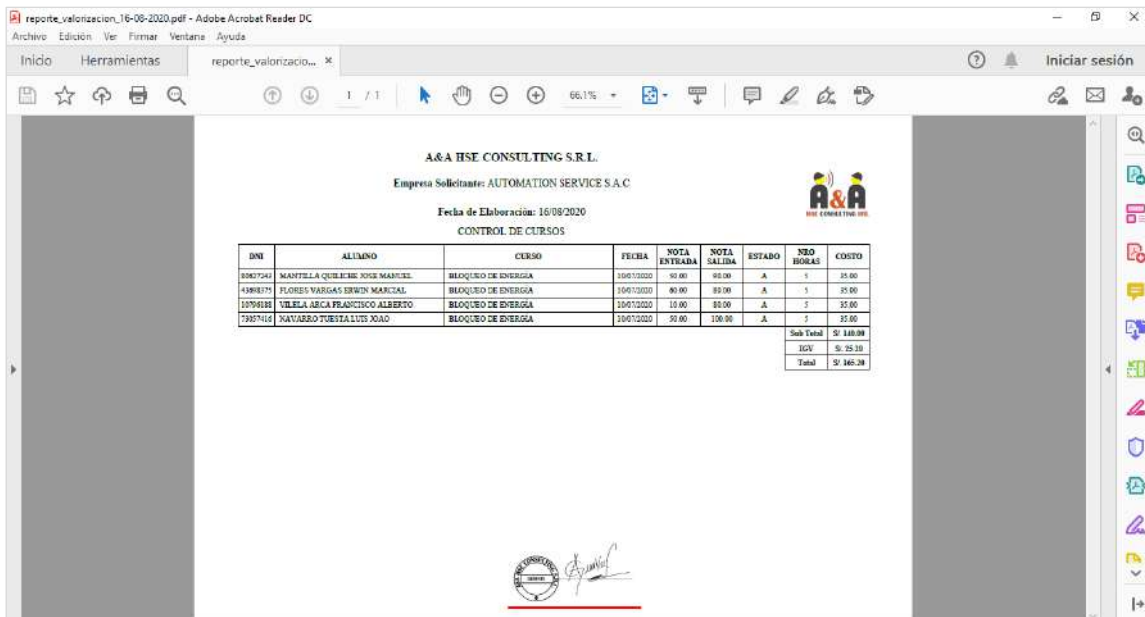 reporte_valorizacion_16-08-2020.pdf - Adobe Acrobat Reader DC
Archivo Edición Ver Firmar Ventana Ayuda
Inicio Herramientas reporte_valorizacio... × Iniciar sesión
1 / 1 66.1%
A&A HSE CONSULTING S.R.L.
Empresa Solicitante: AUTOMATION SERVICE S.A.C
A&A
HSE CONSULTING SRL
Fecha de Elaboración: 16/08/2020
CONTROL DE CURSOS
DNI ALUMNO CURSO FECHA NOTA ENTRADA NOTA SALIDA ESTADO NRO HORAS COSTO
MANTILLA QUILICHE JOSE MANUEL BLOQUEO DE ENERGÍA 10/07/2020 90.00 A 5 35.00
43698375 FLORES VARGAS ERWIN MARCIAL BLOQUEO DE ENERGÍA 10/07/2020 60.00 80.00 A 5 35.00
10796188 VILELA ARCA FRANCISCO ALBERTO BLOQUEO DE ENERGÍA 10/07/2020 10.00 80.00 A 5 35.00
73057416 NAVARRO TUESTA LUIS JOAO BLOQUEO DE ENERGÍA 10/07/2020 50.00 100.00 A 5 35.00
Sub Total S/ 140.00
IGV S/ 25.20
Total S/ 165.20